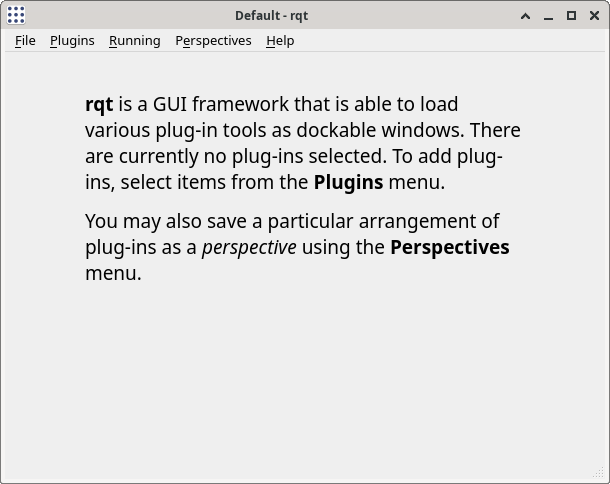 Default - rqt
File Plugins Running Perspectives Help
rqt is a GUI framework that is able to load
various plug-in tools as dockable windows. There
are currently no plug-ins selected. To add plug-
ins, select items from the Plugins menu.
You may also save a particular arrangement of
plug-ins as a perspective using the Perspectives
menu.